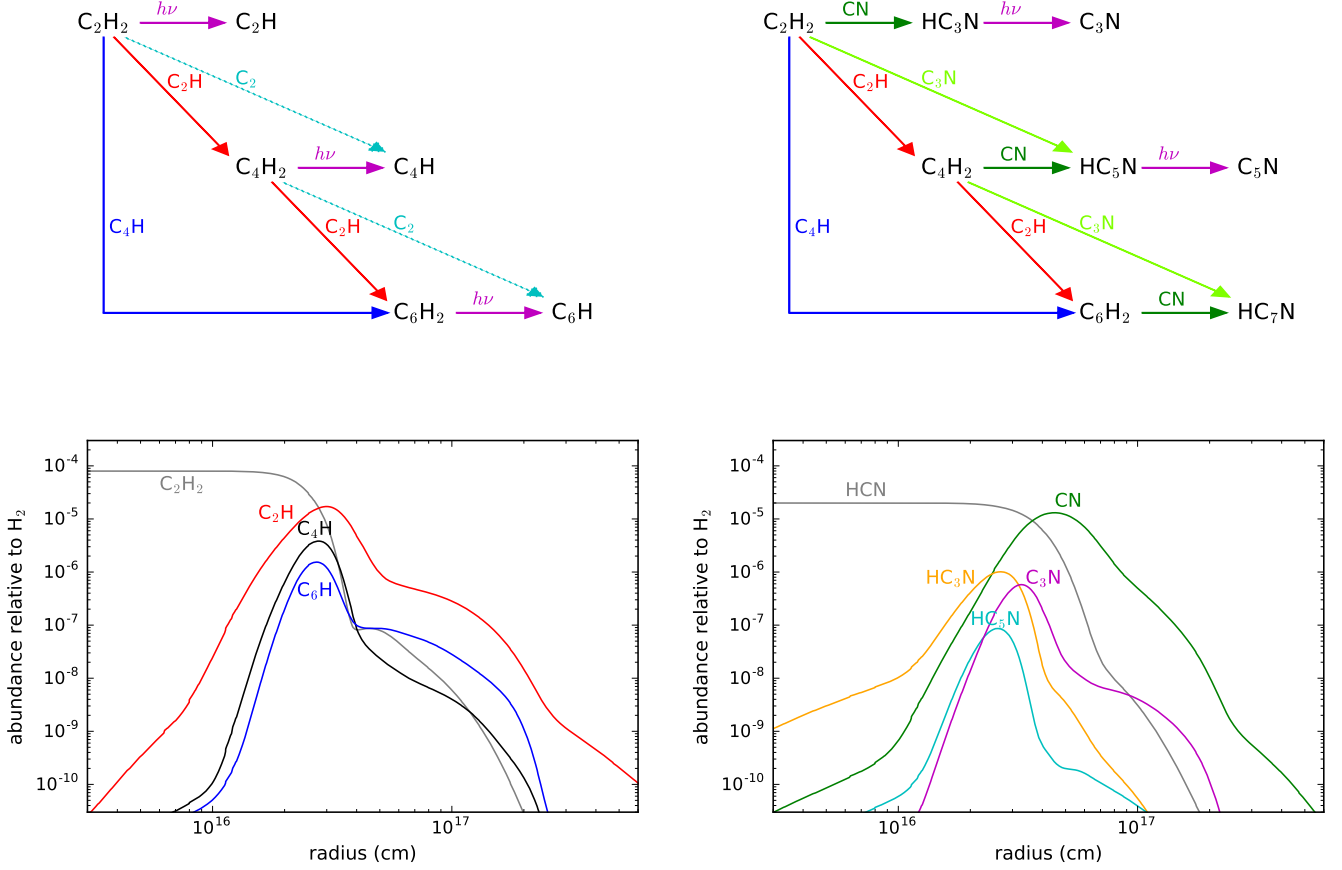 C₂H₂ hν C₂H
C₂H C₂
C₄H₂ hν C₄H
C₄H C₂H C₂
C₆H₂ hν C₆H
C₂H₂ CN HC₃N hν C₃N
C₂H C₃N
C₄H₂ CN HC₅N hν C₅N
C₄H C₂H C₃N
C₆H₂ CN HC₇N
abundance relative to H₂
10⁻⁴
10⁻⁵
10⁻⁶
10⁻⁷
10⁻⁸
10⁻⁹
10⁻¹⁰
C₂H₂
C₂H
C₄H
C₆H
10¹⁶ 10¹⁷
radius (cm)
abundance relative to H₂
10⁻⁴
10⁻⁵
10⁻⁶
10⁻⁷
10⁻⁸
10⁻⁹
10⁻¹⁰
HCN
CN
HC₃N
C₃N
HC₅N
10¹⁶ 10¹⁷
radius (cm)